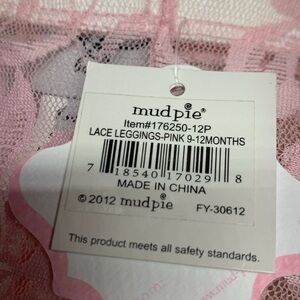 mudpie®
Item#176250-12P
LACE LEGGINGS-PINK 9-12MONTHS
7 18540 17029 8
MADE IN CHINA
© 2012 mudpie
FY-30612
This product meets all safety standards.